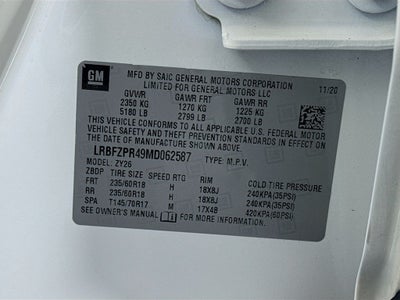 GM
MFD BY SAIC GENERAL MOTORS CORPORATION
LIMITED FOR GENERAL MOTORS LLC
11/20
GVWR GAWR FRT GAWR RR
2350 KG 1270 KG 1225 KG
5180 LB 2799 LB 2700 LB
THIS VEHICLE CONFORMS TO ALL APPLICABLE U.S. FEDERAL MOTOR
VEHICLE SAFETY AND THEFT PREVENTION STANDARDS IN EFFECT ON
THE DATE OF MANUFACTURE SHOWN ABOVE.
LRBFZPR49MD062587 TYPE: M.P.V.
MODEL: ZY26
ZBDP TIRE SIZE SPEED RTG RIM COLD TIRE PRESSURE
FRT 235/60R18 H 18X8J 240KPA(35PSI)
RR 235/60R18 H 18X8J 240KPA(35PSI)
SPA T145/70R17 M 17X4B 420KPA(60PSI)
SEE OWNER'S MANUAL FOR MORE INFORMATION.